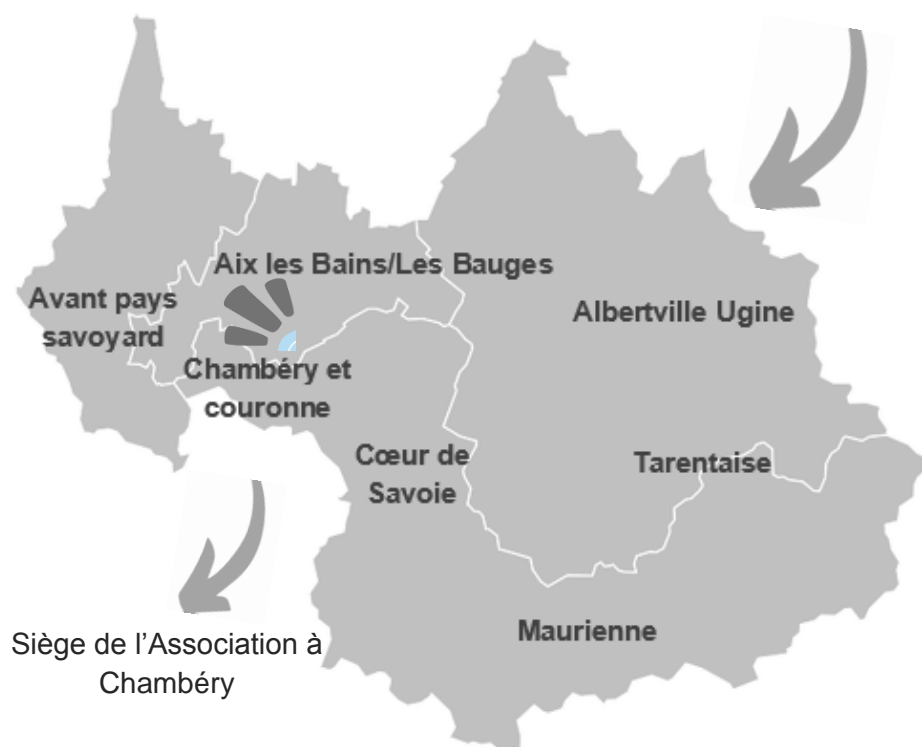 Aix les Bains/Les Bauges
Avant pays
savoyard
Albertville Ugine
Chambéry et
couronne
Cœur de
Savoie
Tarentaise
Maurienne
Siège de l’Association à
Chambéry